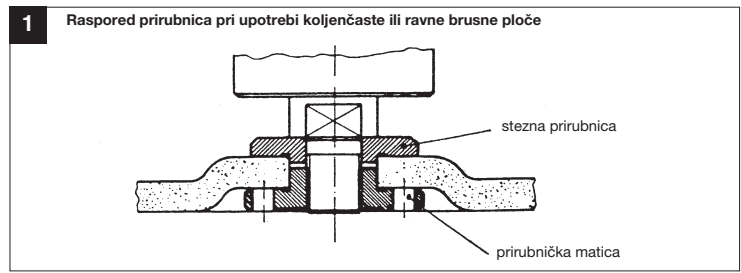 1
Raspored prirubnica pri upotrebi koljenčaste ili ravne brusne ploče
stezna prirubnica
prirubnička matica